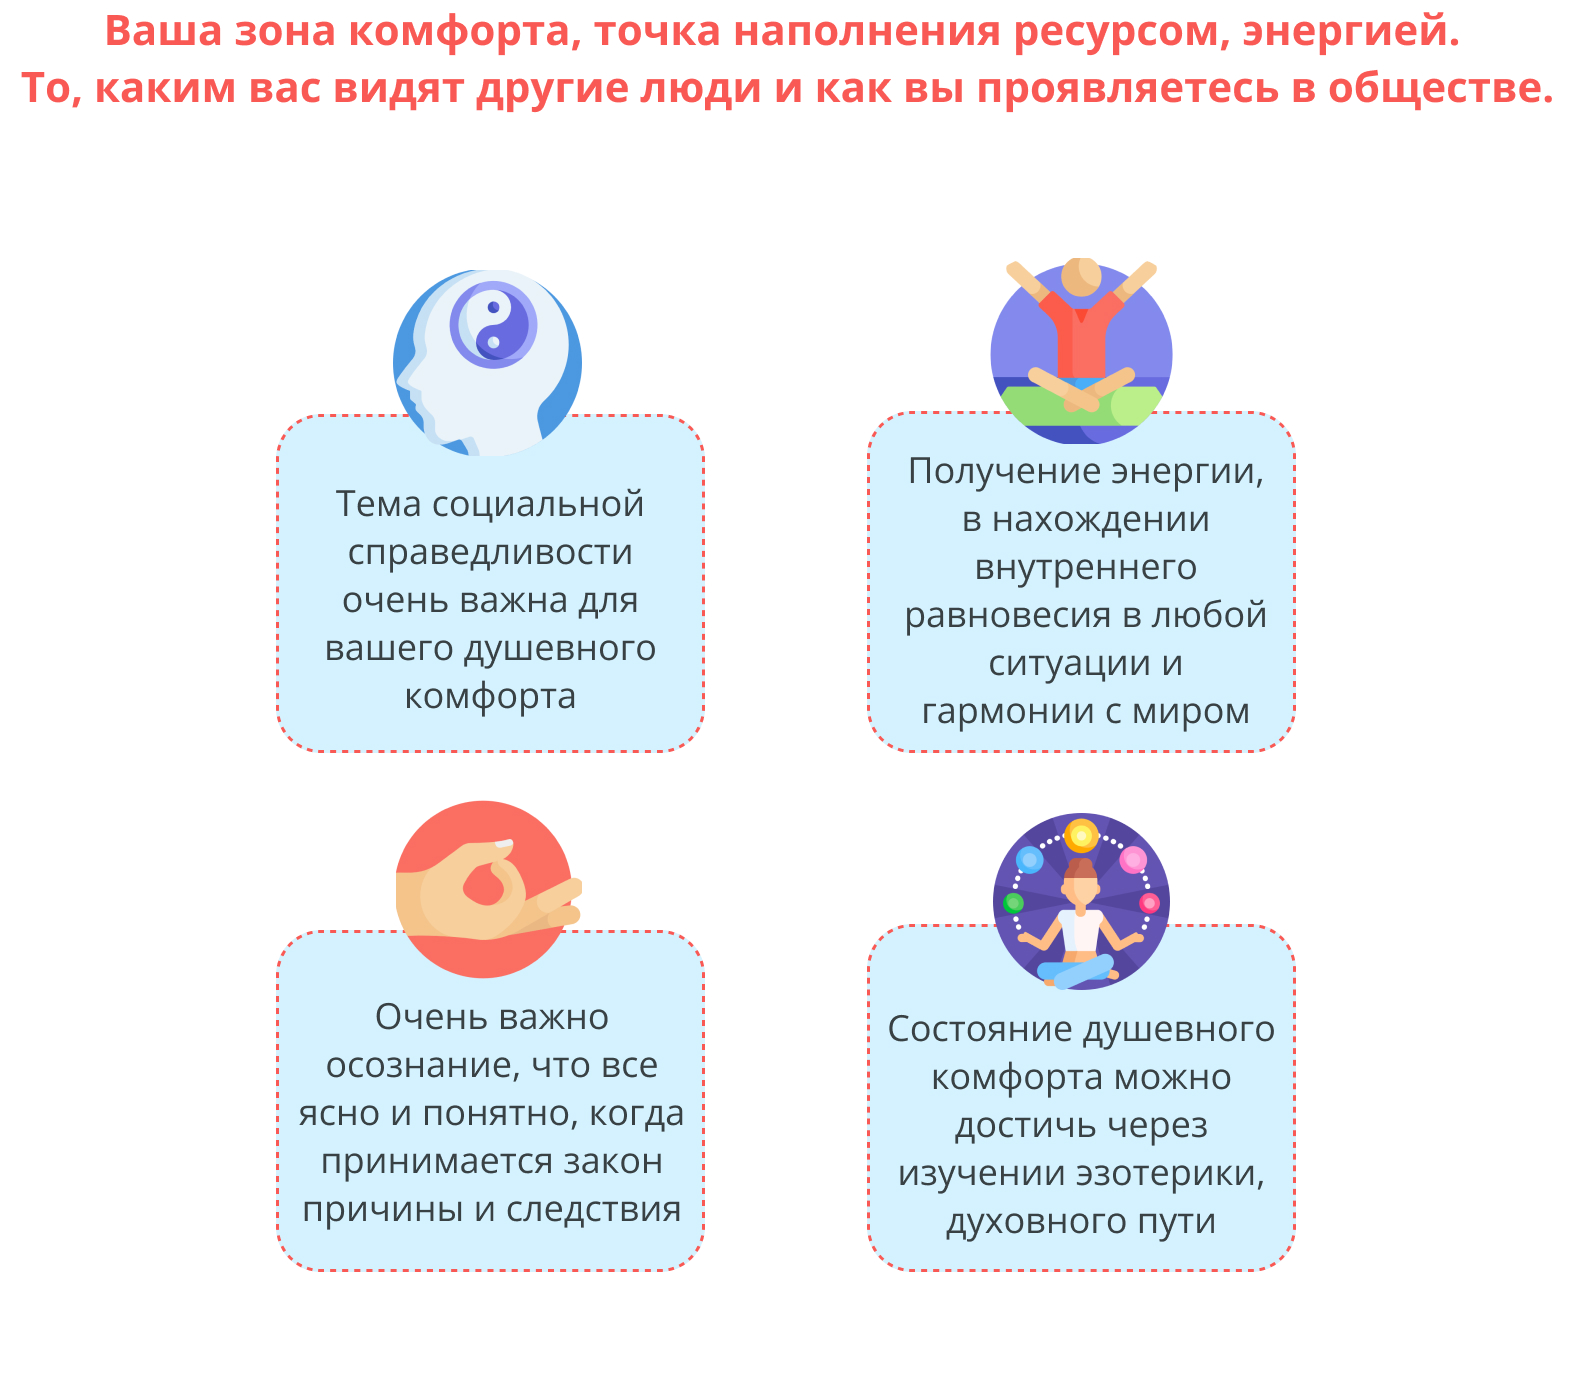 Ваша зона комфорта, точка наполнения ресурсом, энергией.
То, каким вас видят другие люди и как вы проявляетесь в обществе.
Тема социальной
справедливости
очень важна для
вашего душевного
комфорта
Получение энергии,
в нахождении
внутреннего
равновесия в любой
ситуации и
гармонии с миром
Очень важно
осознание, что все
ясно и понятно, когда
принимается закон
причины и следствия
Состояние душевного
комфорта можно
достичь через
изучении эзотерики,
духовного пути